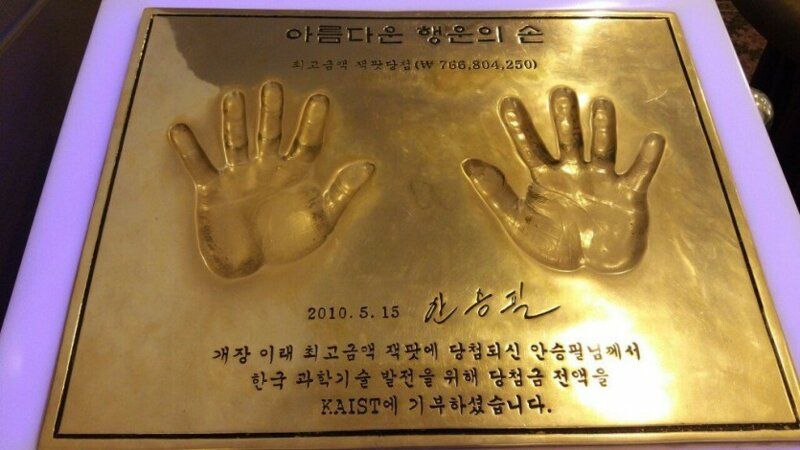 아름다운 행운의 손
최고금액 잭팟당첨(₩ 766,804,250)
2010.5.15 안승필
개장 이래 최고금액 잭팟에 당첨되신 안승필님께서
한국 과학기술 발전을 위해 당첨금 전액을
KAIST에 기부하셨습니다.